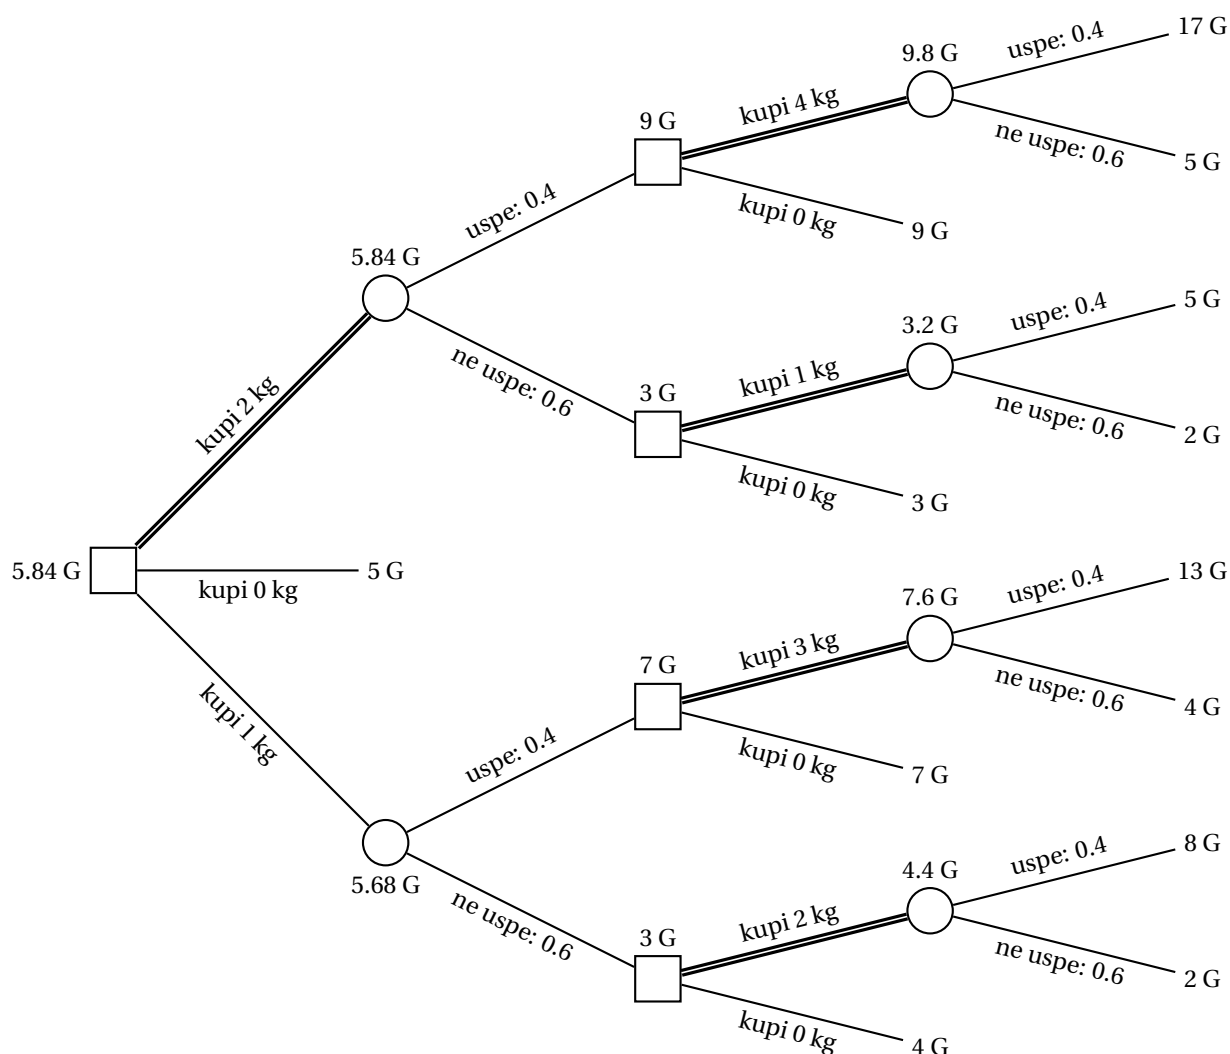 17 G
uspe: 0.4
9.8 G
kupi 4 kg
ne uspe: 0.6
5 G
9 G
kupi 0 kg
9 G
uspe: 0.4
5.84 G
ne uspe: 0.6
5 G
uspe: 0.4
3.2 G
kupi 1 kg
ne uspe: 0.6
2 G
3 G
kupi 0 kg
3 G
kupi 2 kg
5.84 G
kupi 0 kg
5 G
kupi 1 kg
13 G
uspe: 0.4
7.6 G
kupi 3 kg
ne uspe: 0.6
4 G
7 G
kupi 0 kg
7 G
uspe: 0.4
5.68 G
ne uspe: 0.6
8 G
uspe: 0.4
4.4 G
kupi 2 kg
ne uspe: 0.6
2 G
3 G
kupi 0 kg
4 G